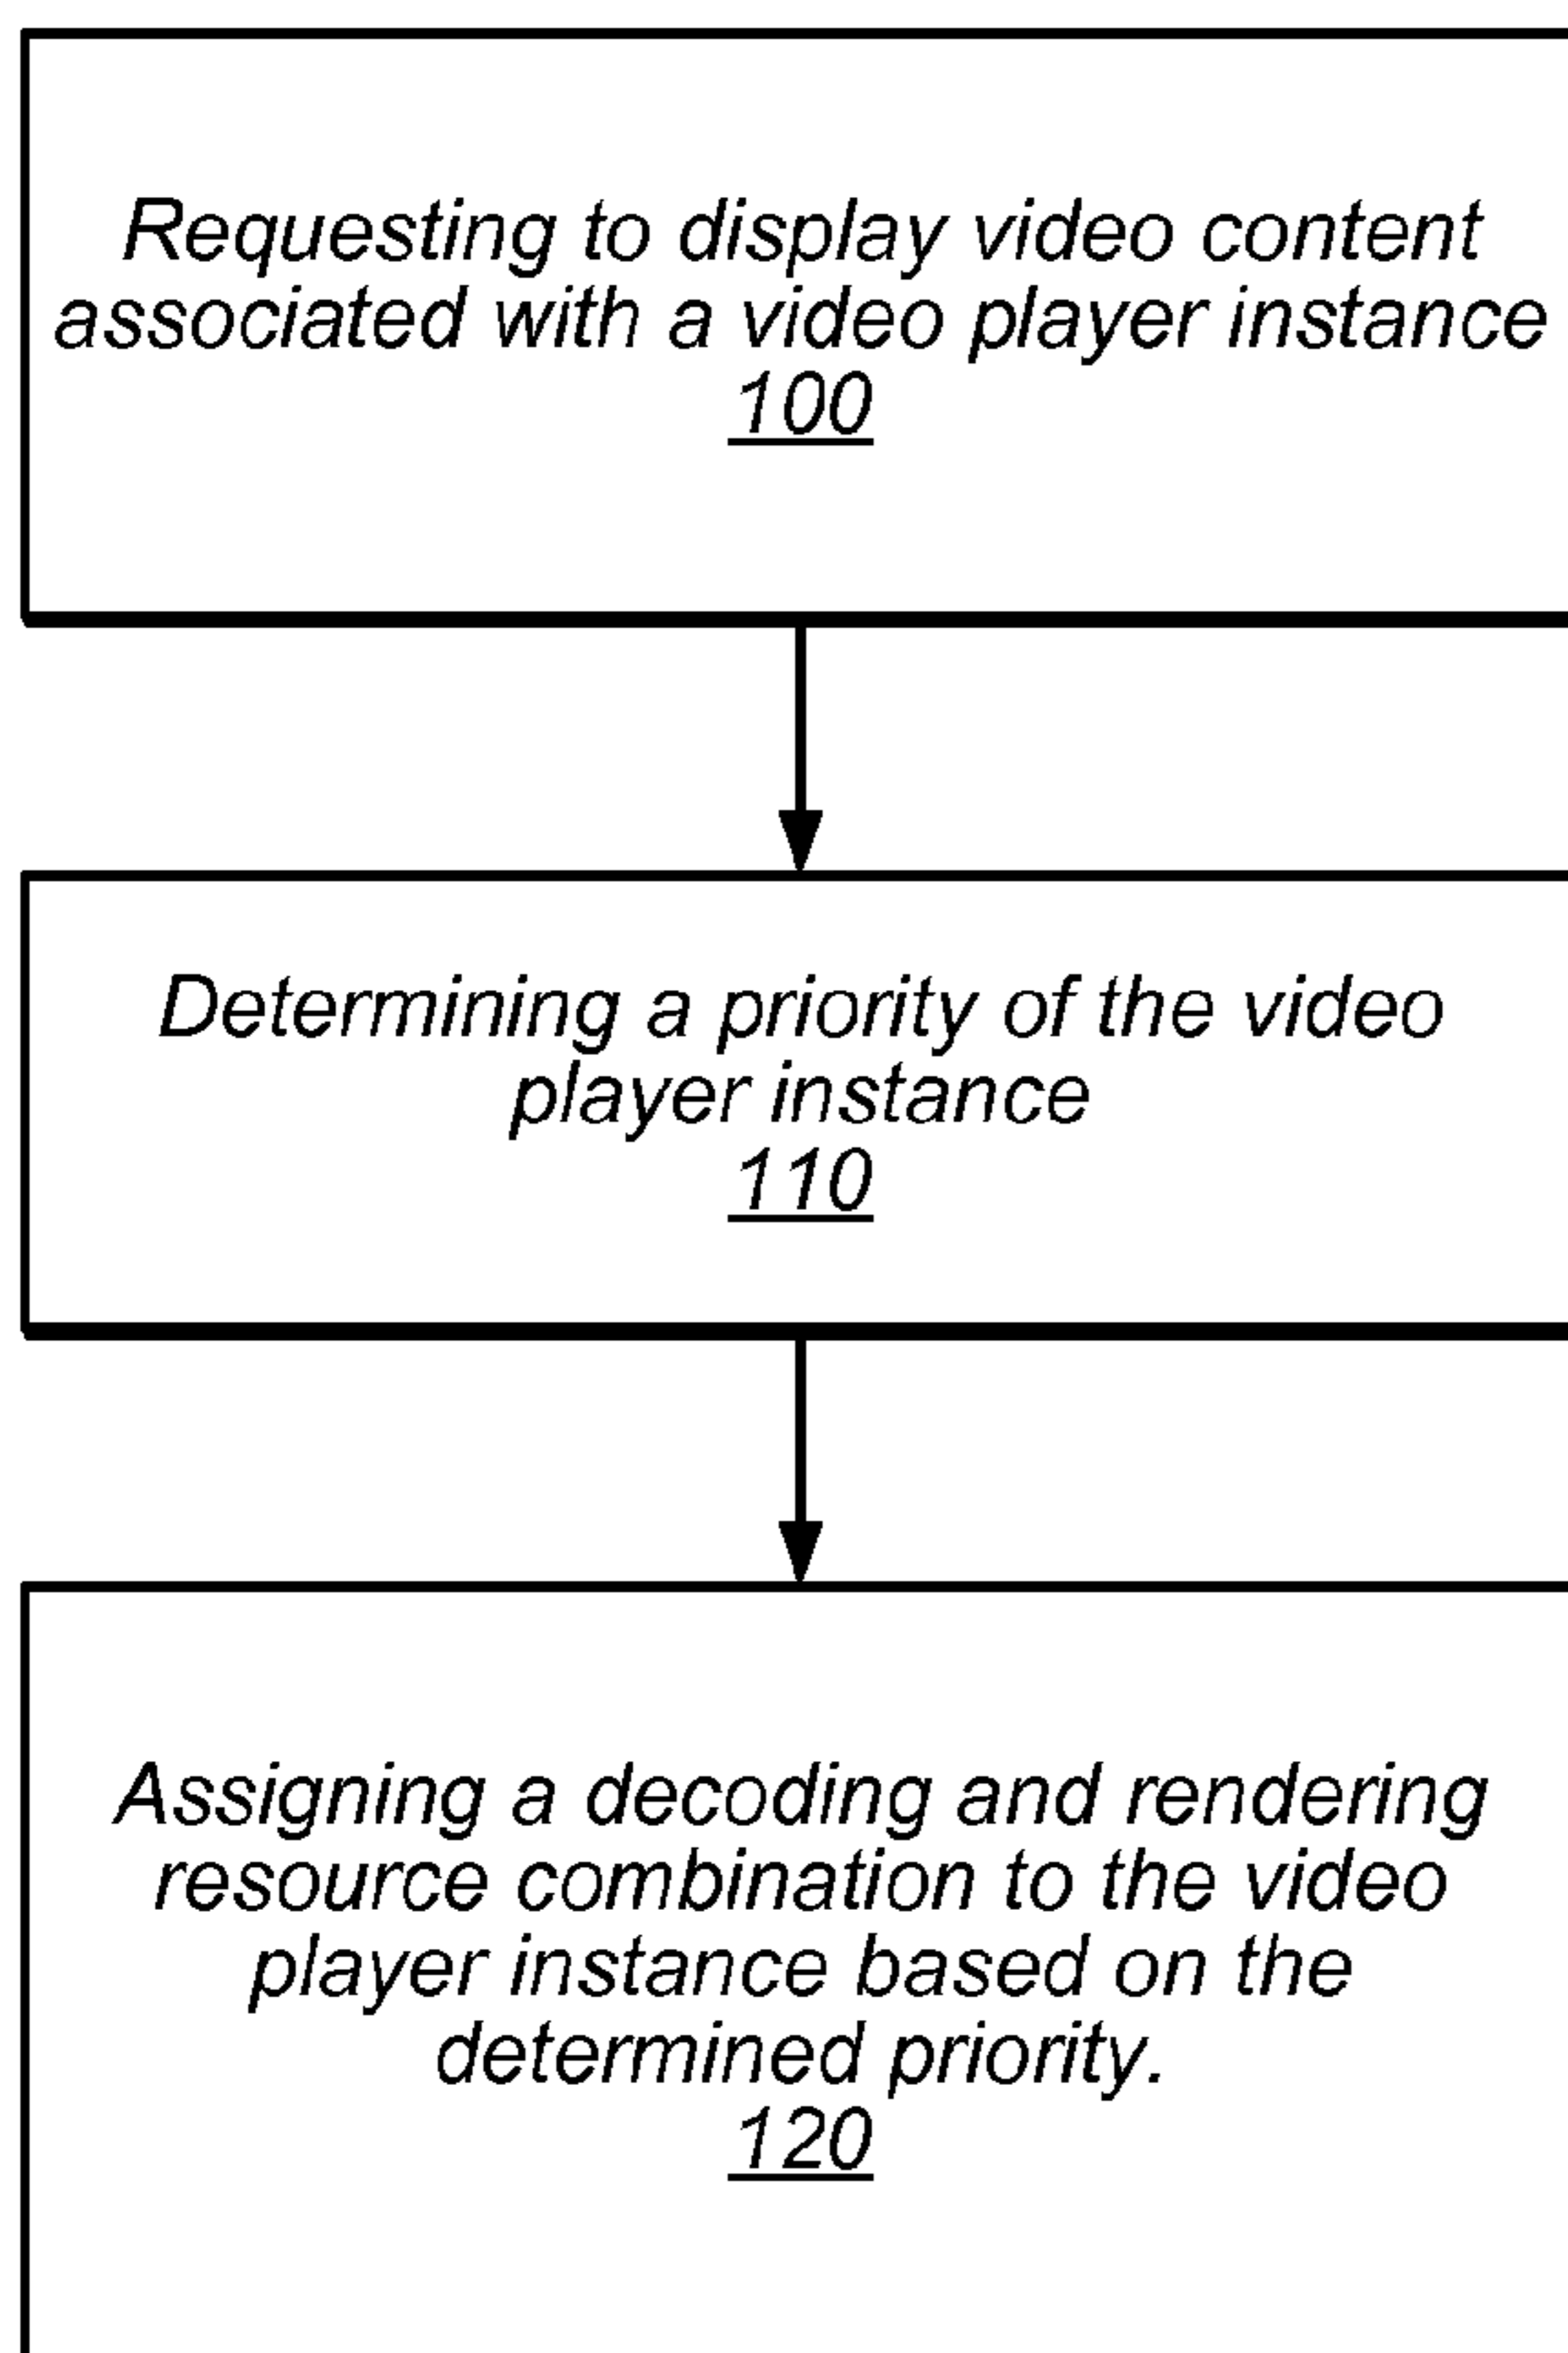 Requesting to display video content
associated with a video player instance
100
Determining a priority of the video
player instance
110
Assigning a decoding and rendering
resource combination to the video
player instance based on the
determined priority.
120